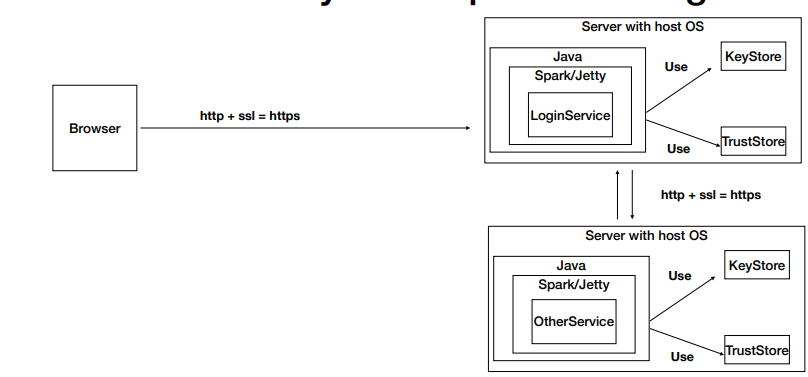 Server with host OS
Java
Spark/Jetty
LoginService
Use
KeyStore
Use
TrustStore
Browser
http + ssl = https
http + ssl = https
Server with host OS
Java
Spark/Jetty
OtherService
Use
KeyStore
Use
TrustStore